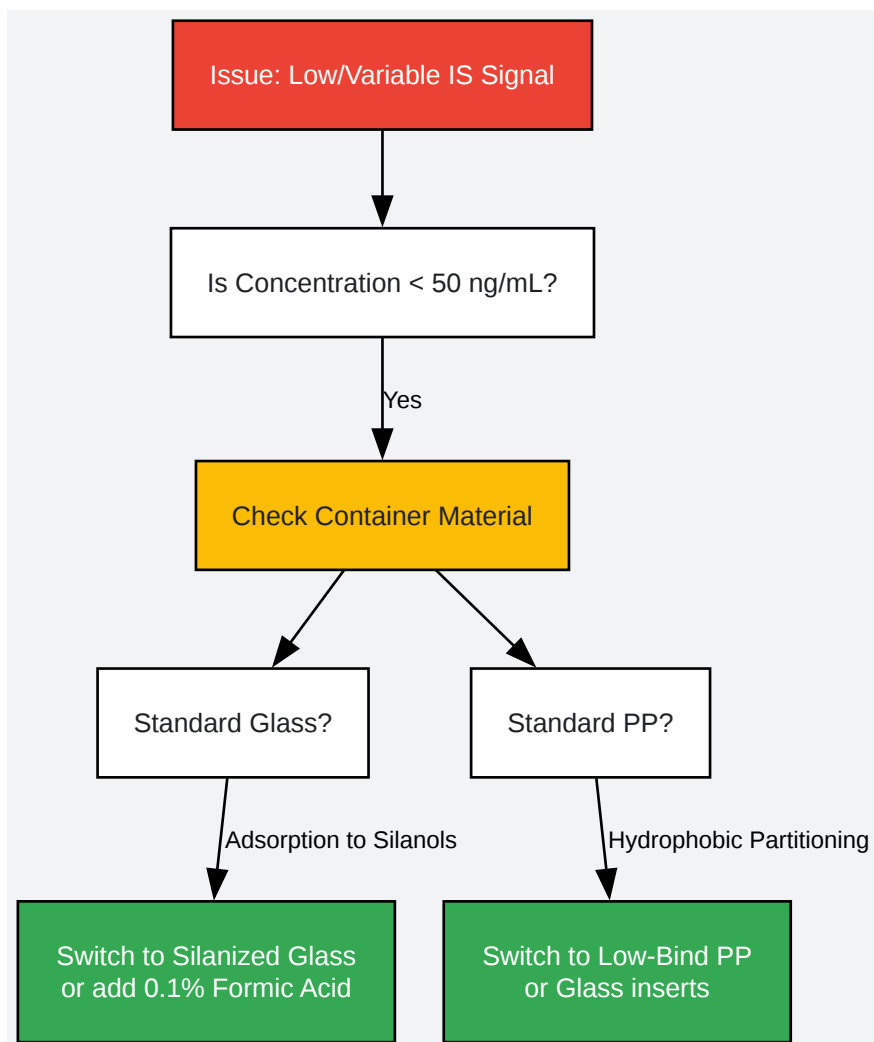 Issue: Low/Variable IS Signal
Is Concentration < 50 ng/mL?
Yes
Check Container Material
Standard Glass?
Standard PP?
Adsorption to Silanols
Hydrophobic Partitioning
Switch to Silanized Glass
or add 0.1% Formic Acid
Switch to Low-Bind PP
or Glass inserts